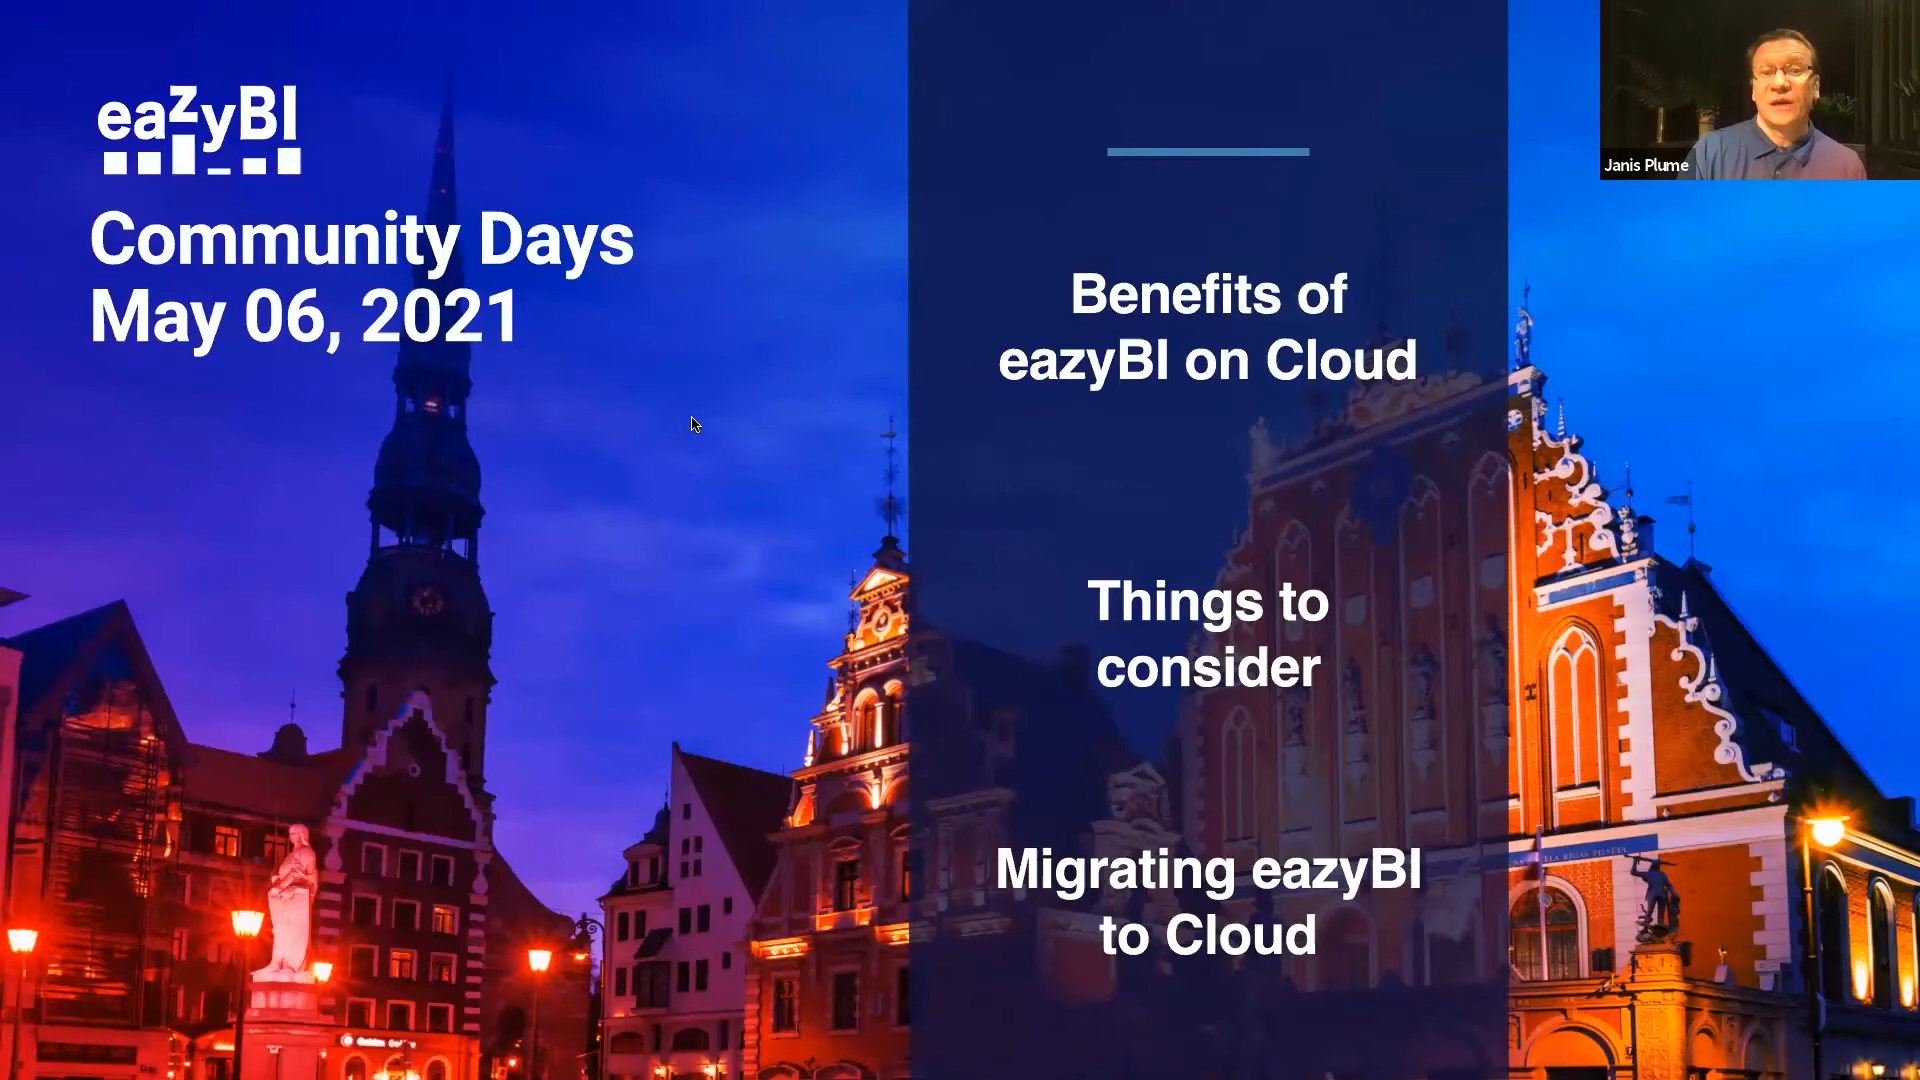 eazyBI
Community Days
May 06, 2021
Benefits of
eazyBI on Cloud
Things to
consider
Migrating eazyBI
to Cloud
Janis Plume